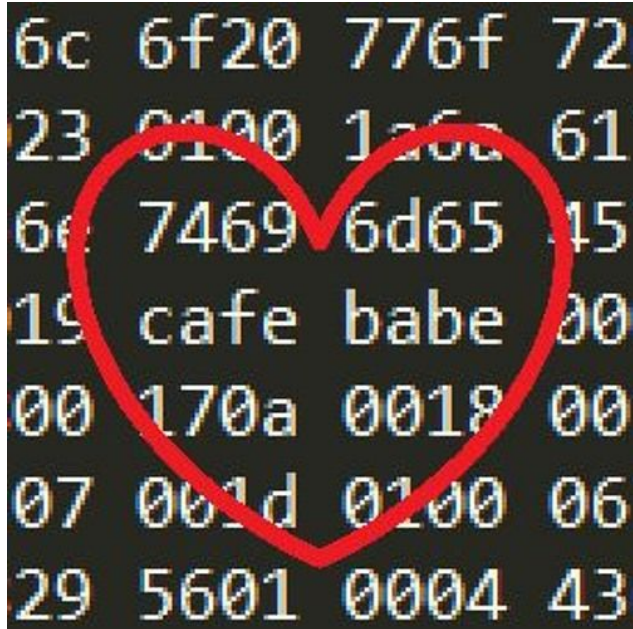 6c 6f20 776f 72
23 0100 1a6a 61
6e 7469 6d65 45
19 cafe babe 00
00 170a 0018 00
07 001d 0100 06
29 5601 0004 43